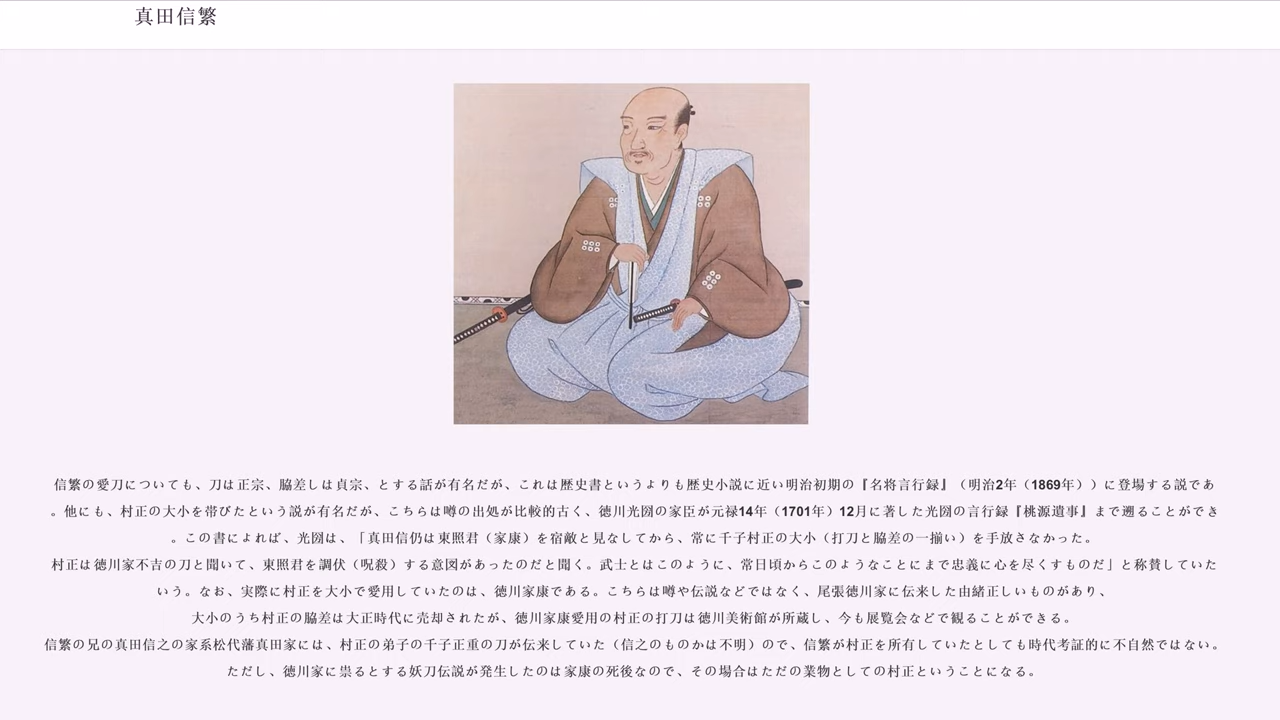 真田信繁
信繁の愛刀についても、刀は正宗、脇差しは貞宗、とする話が有名だが、これは歴史書というよりも歴史小説に近い明治初期の『名将言行録』（明治2年（1869年））に登場する説であ
。他にも、村正の大小を帯びたという説が有名だが、こちらは噂の出処が比較的古く、徳川光圀の家臣が元禄14年（1701年）12月に著した光圀の言行録『桃源遺事』まで遡ることができ
。この書によれば、光圀は、「真田信仍は東照君（家康）を宿敵と見なしてから、常に千子村正の大小（打刀と脇差の一揃い）を手放さなかった。
村正は徳川家不吉の刀と聞いて、東照君を調伏（呪殺）する意図があったのだと聞く。武士とはこのように、常日頃からこのようなことにまで忠義に心を尽くすものだ」と称賛していた
いう。なお、実際に村正を大小で愛用していたのは、徳川家康である。こちらは噂や伝説などではなく、尾張徳川家に伝来した由緒正しいものがあり、
大小のうち村正の脇差は大正時代に売却されたが、徳川家康愛用の村正の打刀は徳川美術館が所蔵し、今も展覧会などで観ることができる。
信繁の兄の真田信之の家系松代藩真田家には、村正の弟子の千子正重の刀が伝来していた（信之のものかは不明）ので、信繁が村正を所有していたとしても時代考証的に不自然ではない。
ただし、徳川家に祟るとする妖刀伝説が発生したのは家康の死後なので、その場合はただの業物としての村正ということになる。